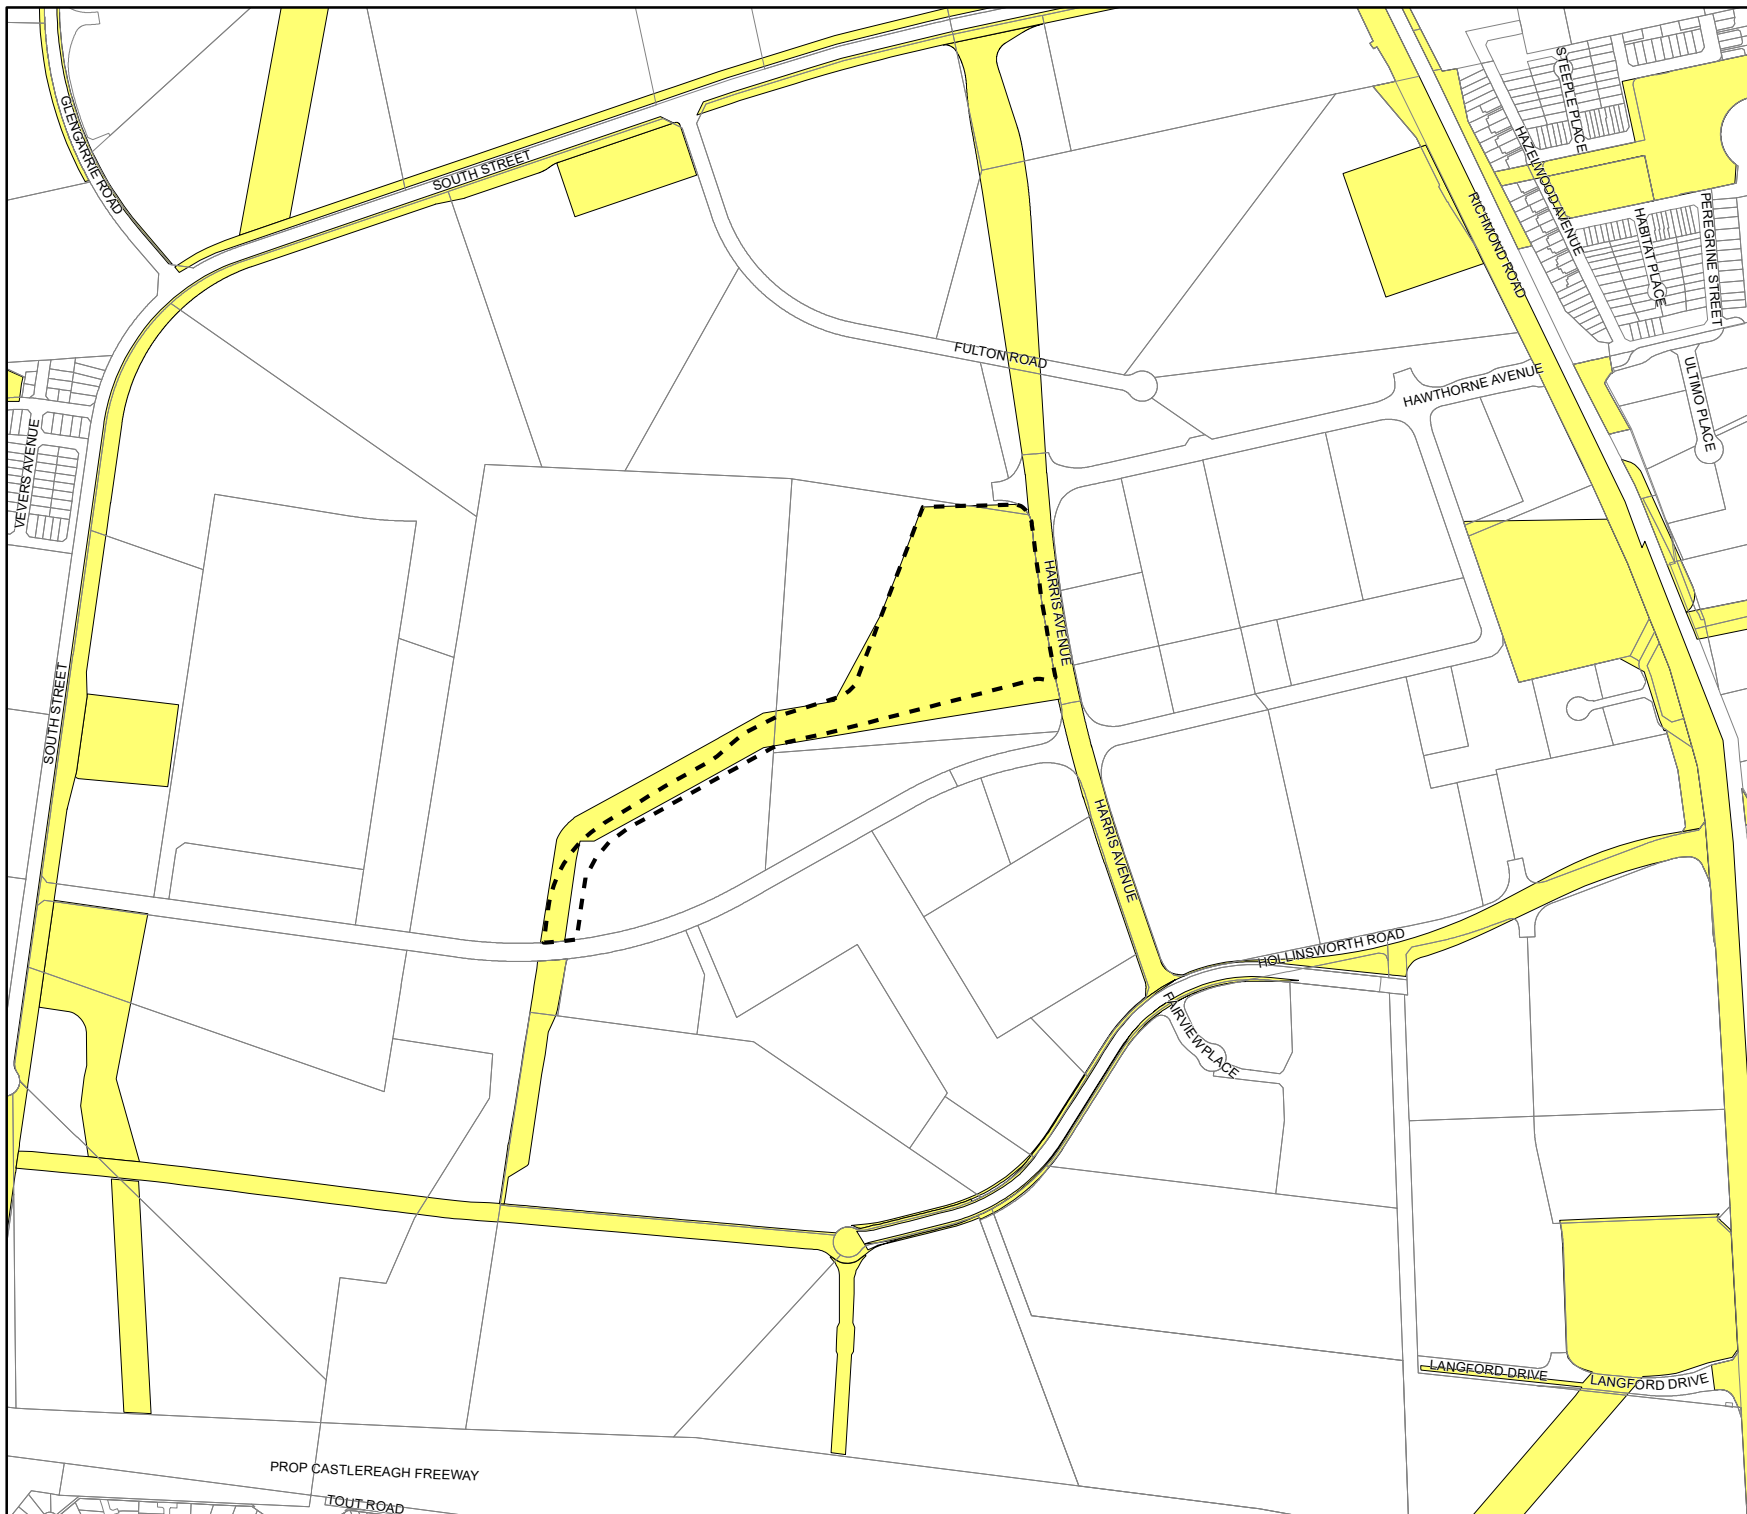 GLENGARRIE ROAD
SOUTH STREET
STEEPLE PLACE
HAZELWOOD AVENUE
RICHMOND ROAD
HABITAT PLACE
PEREGRINE STREET
FULTON ROAD
HAWTHORNE AVENUE
ULTIMO PLACE
VEVERS AVENUE
HARRIS AVENUE
SOUTH STREET
HARRIS AVENUE
HOLLINSWORTH ROAD
FAIRVIEW PLACE
LANGFORD DRIVE
LANGFORD DRIVE
PROP CASTLEREAGH FREEWAY
TOUT ROAD